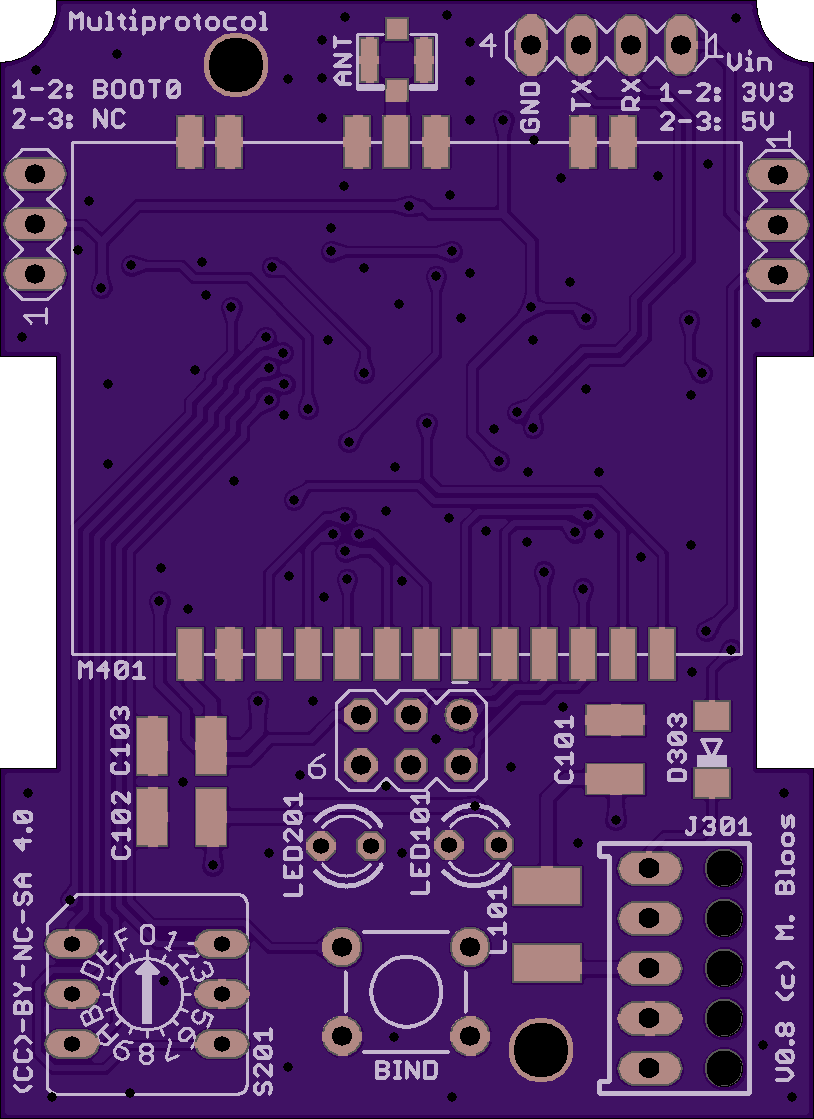 Multiprotocol
ANT
4
1
Vin
1-2: BOOT0
2-3: NC
GND
TX
RX
1-2: 3V3
2-3: 5V
1
1
M401
C103
C102
6
C101
D303
LED201
LED101
J301
L101
(CC)-BY-NC-SA 4.0
0 1 2 3 4 5 6 7 8 9 A B C D E F
S201
BIND
V0.8 (c) M. Bloos